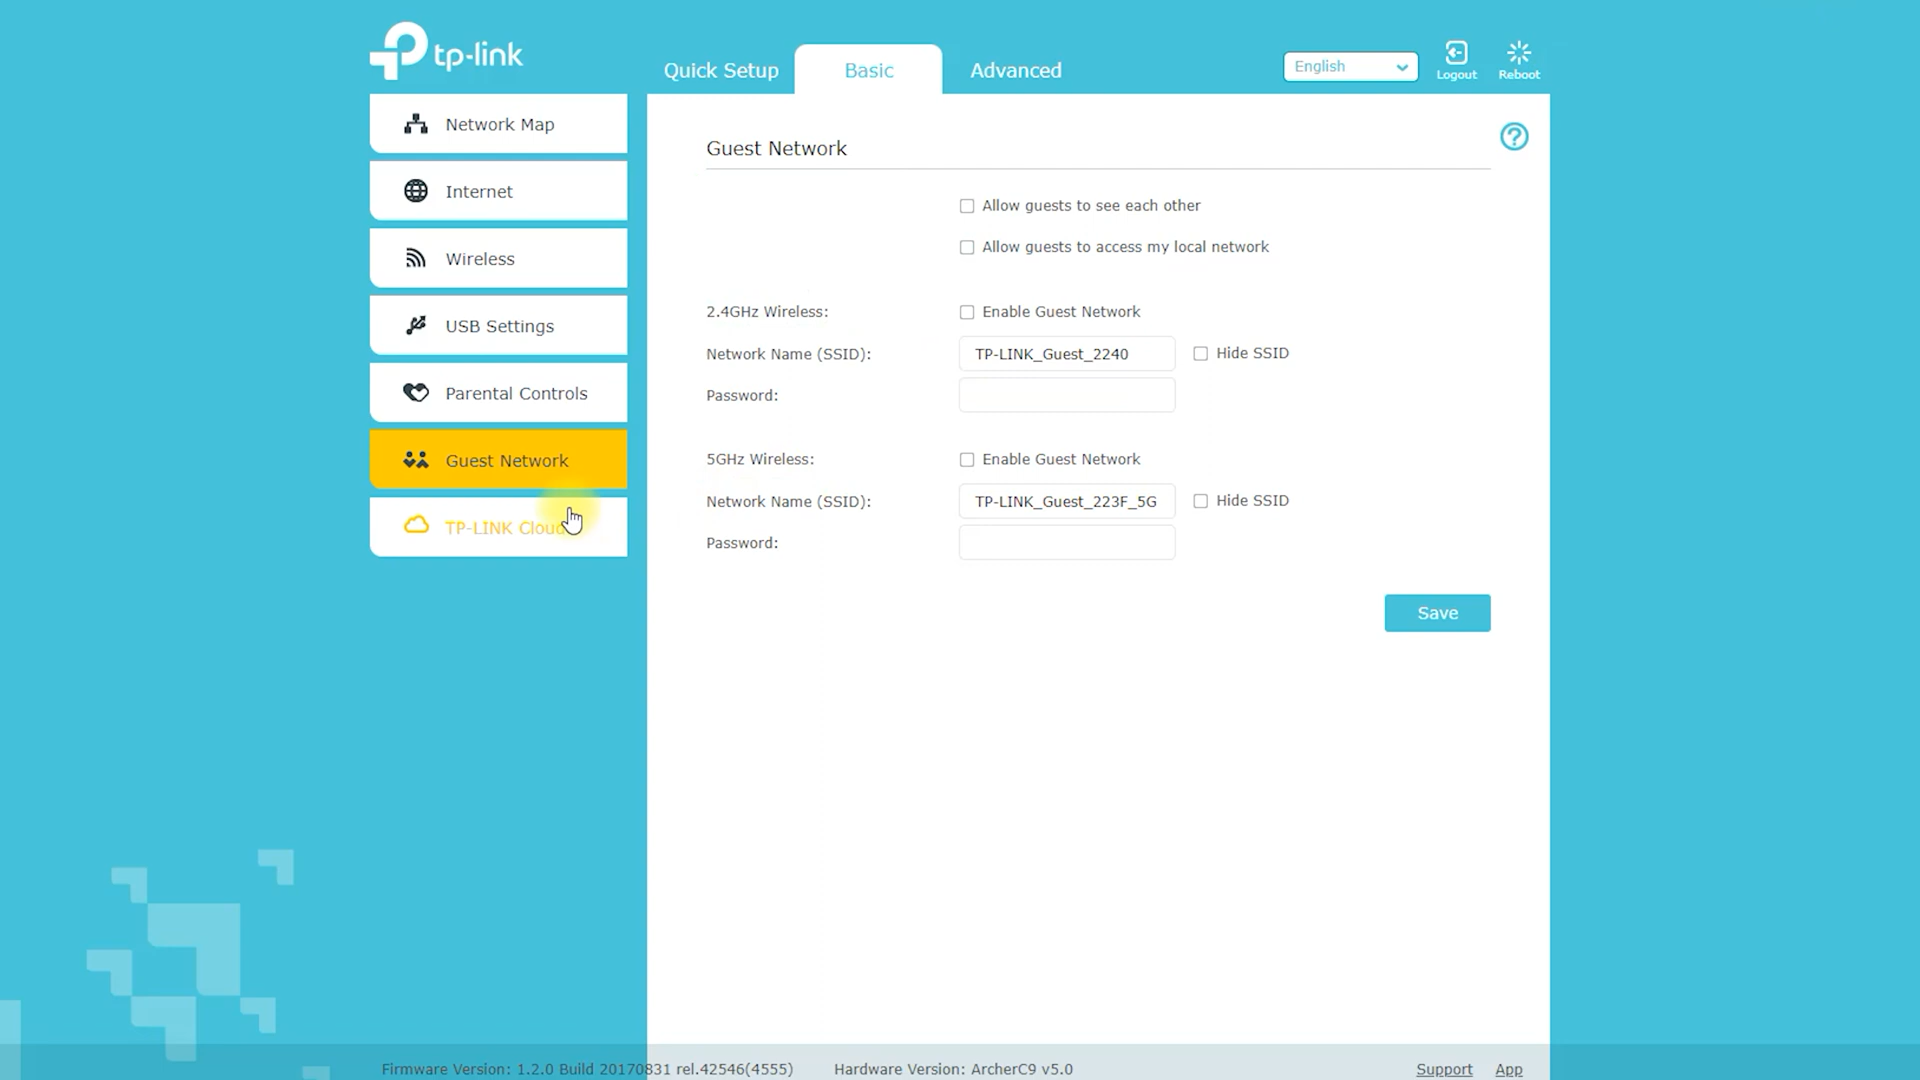 tp-link
Quick Setup
Basic
Advanced
English
Logout
Reboot
Network Map
Internet
Wireless
USB Settings
Parental Controls
Guest Network
TP-LINK Cloud
Guest Network
Allow guests to see each other
Allow guests to access my local network
2.4GHz Wireless: Enable Guest Network
Network Name (SSID): TP-LINK_Guest_2240 Hide SSID
Password:
5GHz Wireless: Enable Guest Network
Network Name (SSID): TP-LINK_Guest_223F_5G Hide SSID
Password:
Save
Firmware Version: 1.2.0 Build 20170831 rel.42546(4555) Hardware Version: ArcherC9 v5.0 Support App